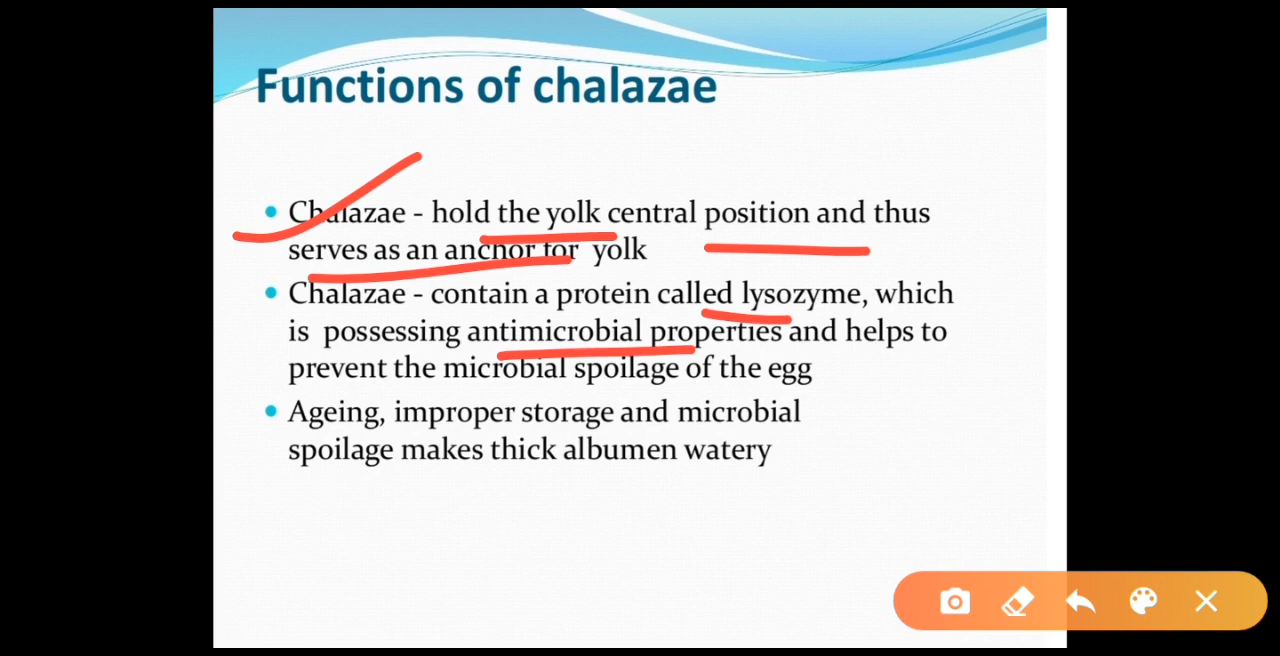 Functions of chalazae
Chalazae - hold the yolk central position and thus
serves as an anchor for yolk
Chalazae - contain a protein called lysozyme, which
is possessing antimicrobial properties and helps to
prevent the microbial spoilage of the egg
Ageing, improper storage and microbial
spoilage makes thick albumen watery